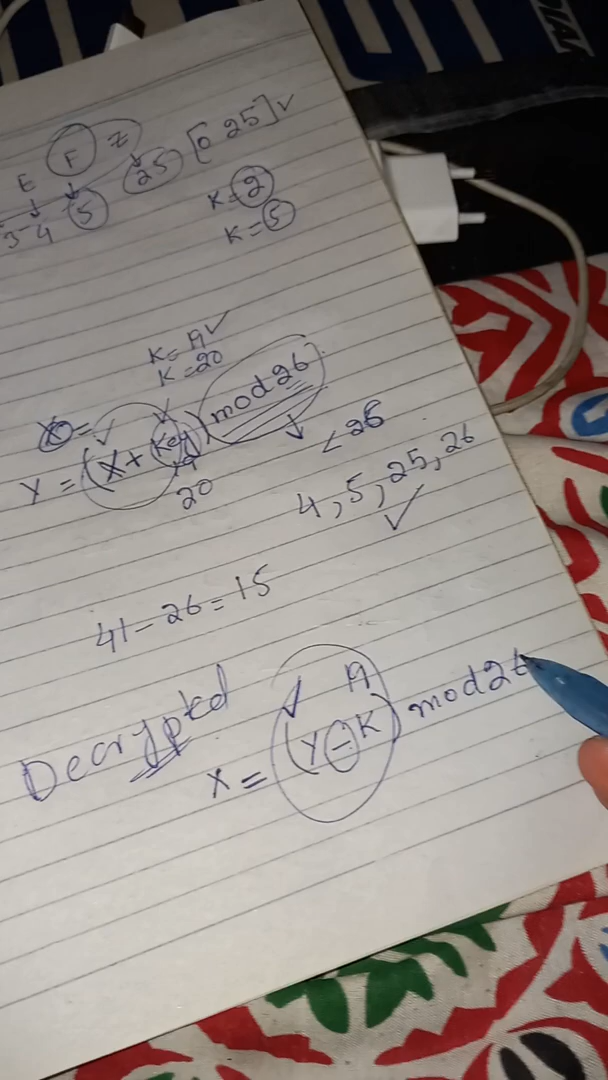 E F Z
3 4 5 25 [0 25] ✓
K=2
K=5
K=19 ✓
K=20
Y = (X + Key) mod 26
19
20
< 26
4, 5, 25, 26
41 - 26 = 15
Decrypted
19
X = (Y - K) mod 26